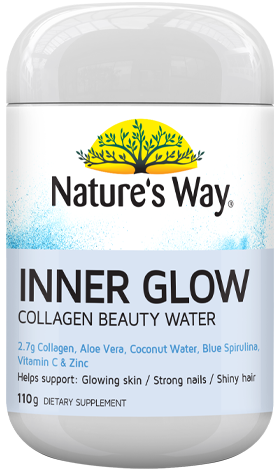 Nature's Way®
INNER GLOW
COLLAGEN BEAUTY WATER
2.7g Collagen, Aloe Vera, Coconut Water, Blue Spirulina,
Vitamin C & Zinc
Helps support: Glowing skin / Strong nails / Shiny hair
110g DIETARY SUPPLEMENT